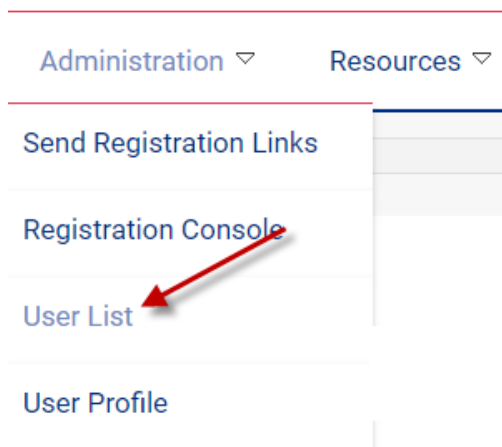 Administration ▽ Resources ▽
Send Registration Links
Registration Console
User List
User Profile